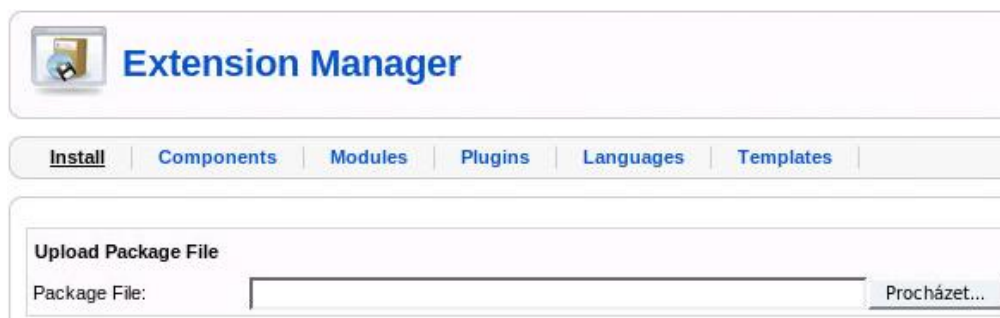 Extension Manager
Install Components Modules Plugins Languages Templates
Upload Package File
Package File: Procházet...